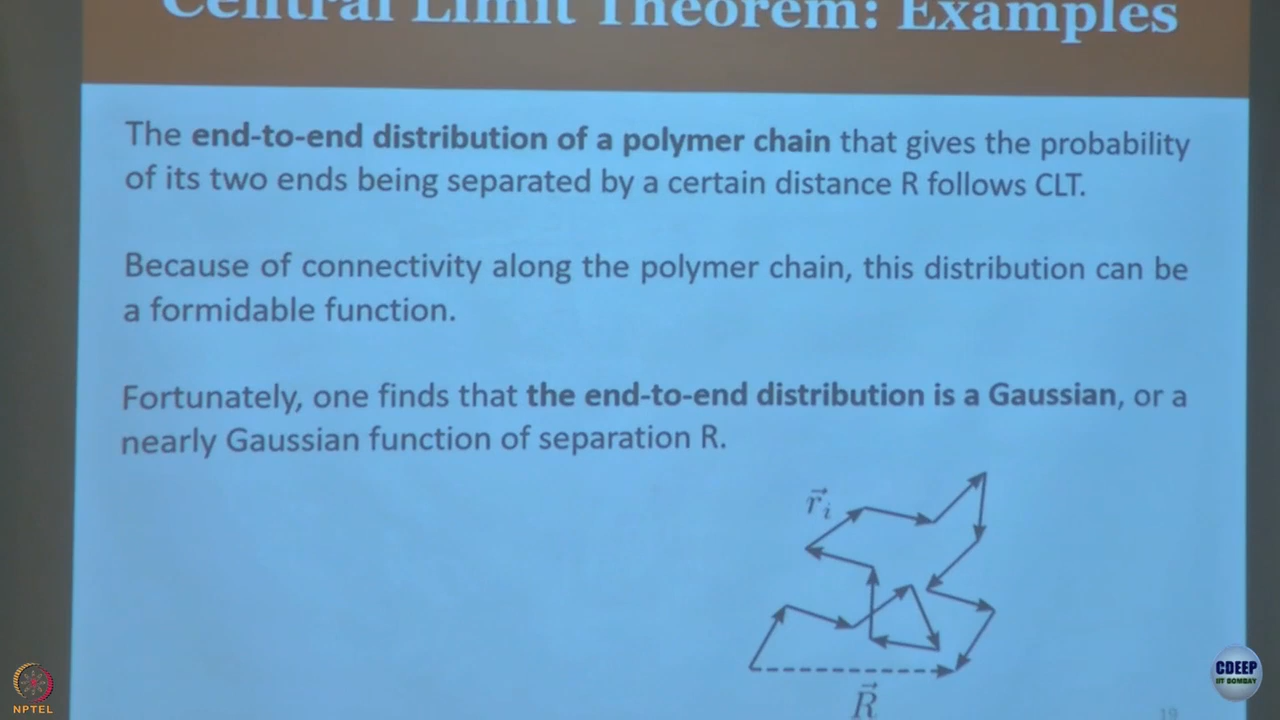 Central Limit Theorem: Examples
The end-to-end distribution of a polymer chain that gives the probability
of its two ends being separated by a certain distance R follows CLT.
Because of connectivity along the polymer chain, this distribution can be
a formidable function.
Fortunately, one finds that the end-to-end distribution is a Gaussian, or a
nearly Gaussian function of separation R.
r⃗ᵢ
R⃗
19
NPTEL
CDEEP
IIT BOMBAY